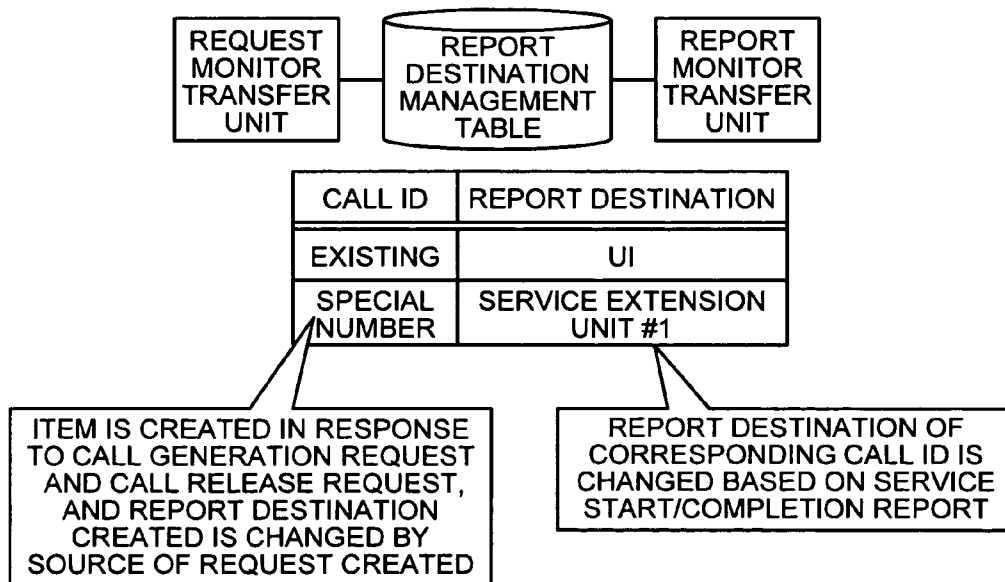 REQUEST
MONITOR
TRANSFER
UNIT
REPORT
DESTINATION
MANAGEMENT
TABLE
REPORT
MONITOR
TRANSFER
UNIT
CALL ID
REPORT DESTINATION
EXISTING
UI
SPECIAL
NUMBER
SERVICE EXTENSION
UNIT #1
ITEM IS CREATED IN RESPONSE
TO CALL GENERATION REQUEST
AND CALL RELEASE REQUEST,
AND REPORT DESTINATION
CREATED IS CHANGED BY
SOURCE OF REQUEST CREATED
REPORT DESTINATION OF
CORRESPONDING CALL ID IS
CHANGED BASED ON SERVICE
START/COMPLETION REPORT